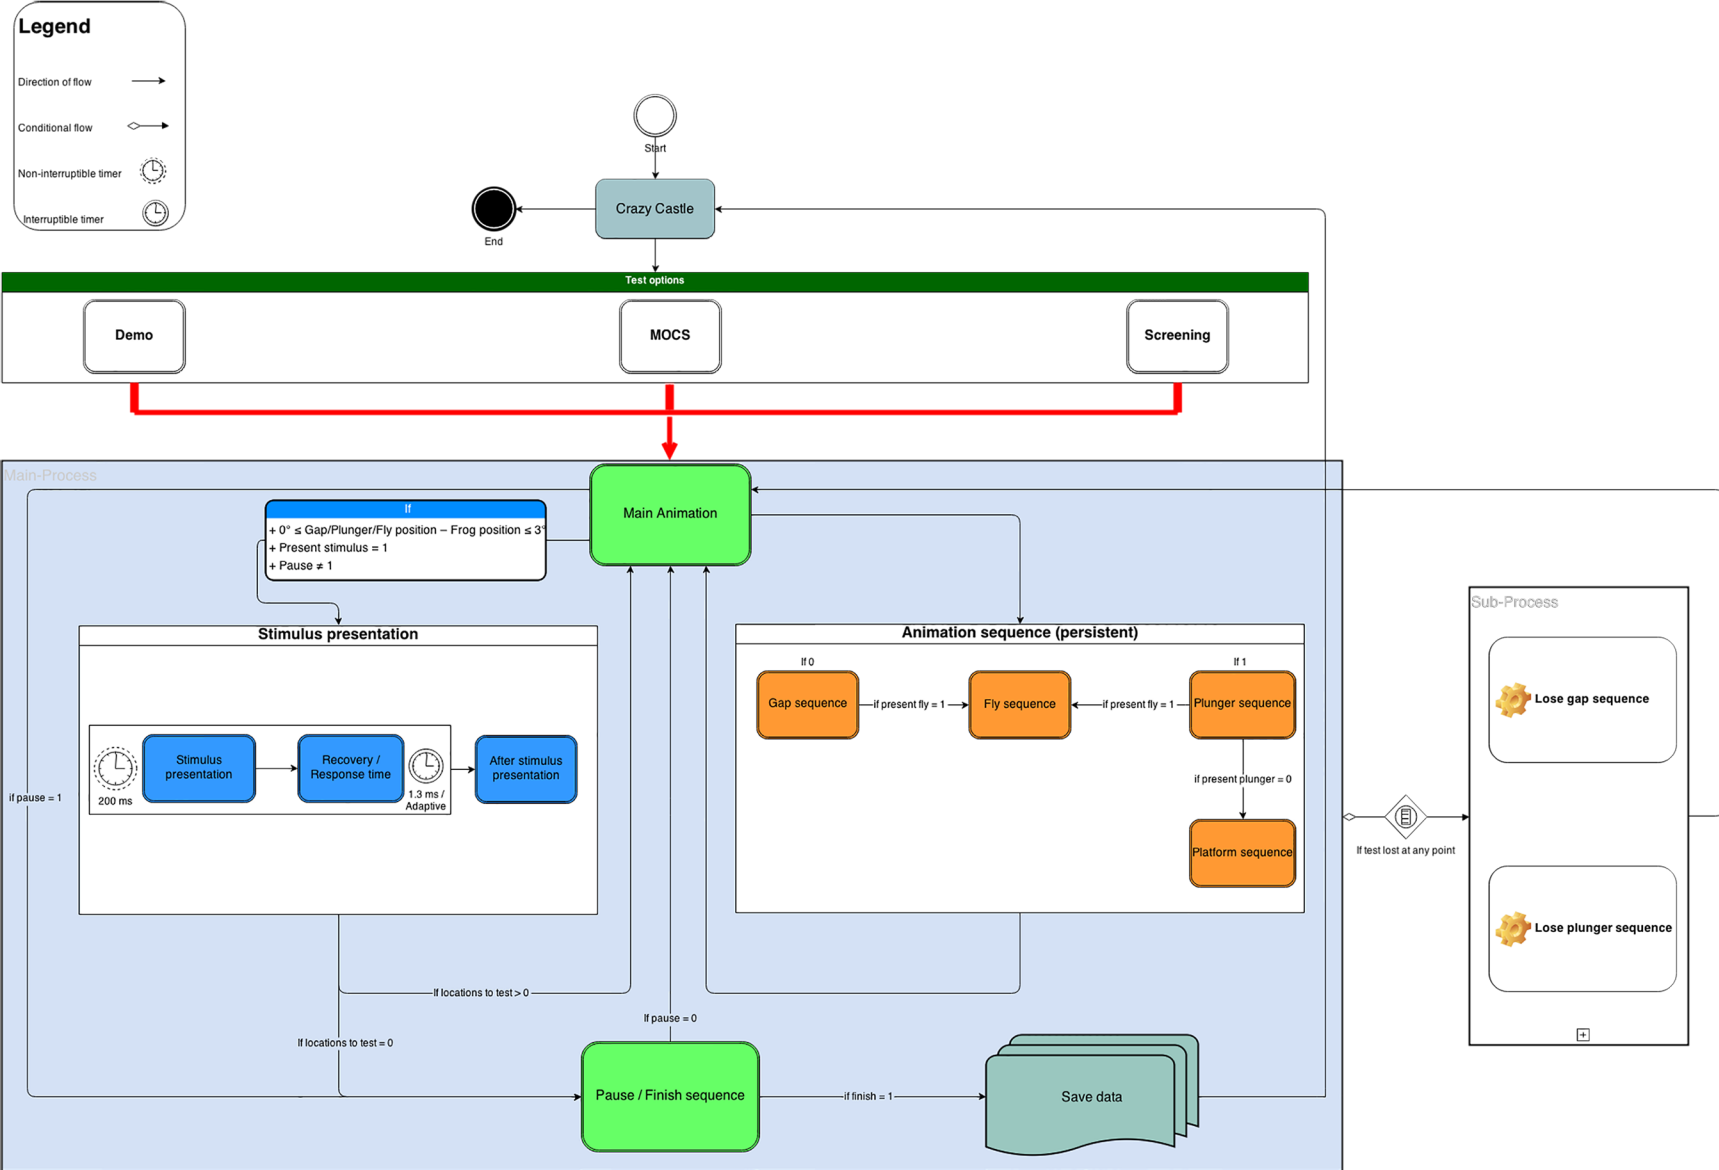 Legend
Direction of flow
Conditional flow
Non-interruptible timer
Interruptible timer
Start
Crazy Castle
End
Test options
Demo
MOCS
Screening
Main-Process
Main Animation
If
+ 0° ≤ Gap/Plunger/Fly position – Frog position ≤ 3°
+ Present stimulus = 1
+ Pause ≠ 1
Stimulus presentation
200 ms
Stimulus
presentation
Recovery /
Response time
1.3 ms /
Adaptive
After stimulus
presentation
if pause = 1
Animation sequence (persistent)
If 0
If 1
Gap sequence
if present fly = 1
Fly sequence
if present fly = 1
Plunger sequence
if present plunger = 0
Platform sequence
If locations to test > 0
If locations to test = 0
If pause = 0
Pause / Finish sequence
if finish = 1
Save data
If test lost at any point
Sub-Process
Lose gap sequence
Lose plunger sequence